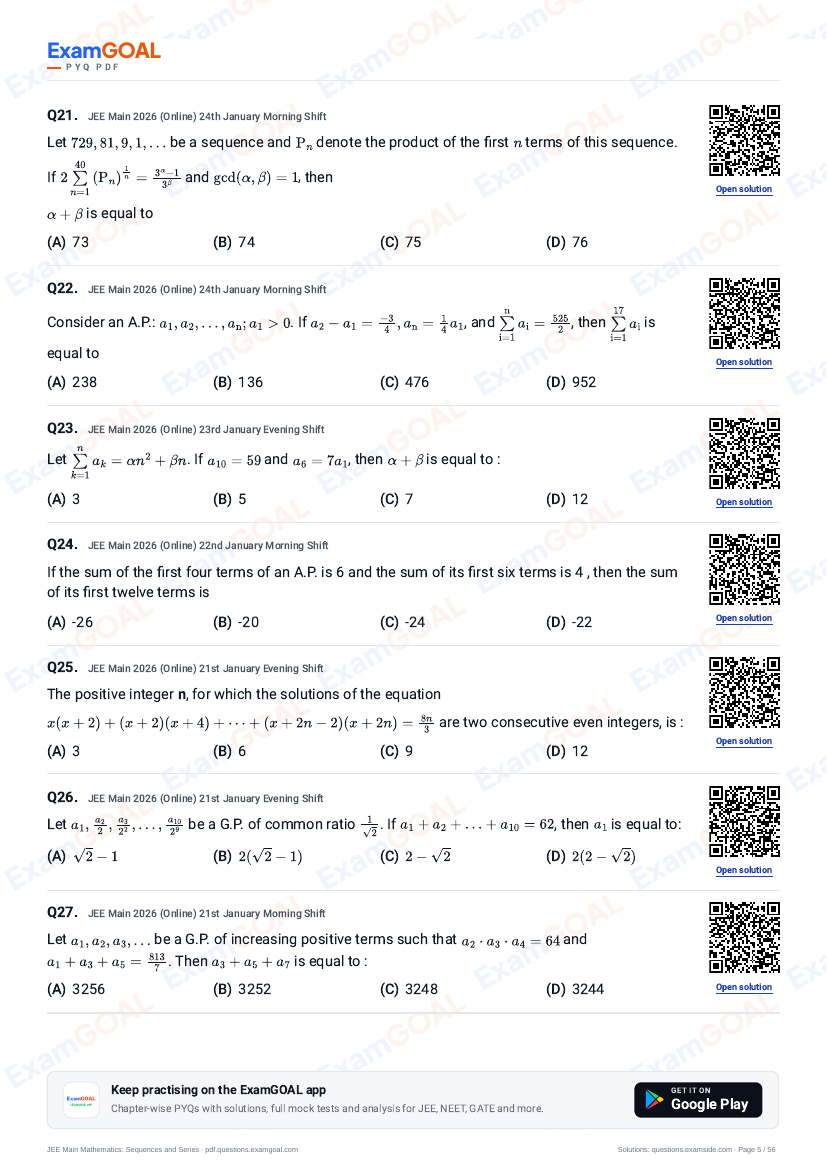 ExamGOAL
PYQ PDF
Q21. JEE Main 2026 (Online) 24th January Morning Shift
Let 729, 81, 9, 1, … be a sequence and Pₙ denote the product of the first n terms of this sequence.
If 2 ∑_{n=1}^{40} (Pₙ)^{1/n} = (3^α−1)/(3^β) and gcd(α, β) = 1, then
α + β is equal to
(A) 73 (B) 74 (C) 75 (D) 76
Open solution
Q22. JEE Main 2026 (Online) 24th January Morning Shift
Consider an A.P.: a₁, a₂, …, aₙ; a₁ > 0. If a₂ − a₁ = −3/4, aₙ = 1/4 a₁, and ∑_{i=1}^{n} aᵢ = 525/2, then ∑_{i=1}^{17} aᵢ is
equal to
(A) 238 (B) 136 (C) 476 (D) 952
Open solution
Q23. JEE Main 2026 (Online) 23rd January Evening Shift
Let ∑_{k=1}^{n} a_k = αn² + βn. If a₁₀ = 59 and a₆ = 7a₁, then α + β is equal to :
(A) 3 (B) 5 (C) 7 (D) 12
Open solution
Q24. JEE Main 2026 (Online) 22nd January Morning Shift
If the sum of the first four terms of an A.P. is 6 and the sum of its first six terms is 4 , then the sum
of its first twelve terms is
(A) -26 (B) -20 (C) -24 (D) -22
Open solution
Q25. JEE Main 2026 (Online) 21st January Evening Shift
The positive integer n, for which the solutions of the equation
x(x + 2) + (x + 2)(x + 4) + ⋯ + (x + 2n − 2)(x + 2n) = 8n/3 are two consecutive even integers, is :
(A) 3 (B) 6 (C) 9 (D) 12
Open solution
Q26. JEE Main 2026 (Online) 21st January Evening Shift
Let a₁, a₂/2, a₃/2², …, a₁₀/2⁹ be a G.P. of common ratio 1/√2. If a₁ + a₂ + … + a₁₀ = 62, then a₁ is equal to:
(A) √2 − 1 (B) 2(√2 − 1) (C) 2 − √2 (D) 2(2 − √2)
Open solution
Q27. JEE Main 2026 (Online) 21st January Morning Shift
Let a₁, a₂, a₃, … be a G.P. of increasing positive terms such that a₂ · a₃ · a₄ = 64 and
a₁ + a₃ + a₅ = 813/7. Then a₃ + a₅ + a₇ is equal to :
(A) 3256 (B) 3252 (C) 3248 (D) 3244
Open solution
ExamGOAL
Keep practising on the ExamGOAL app
Chapter-wise PYQs with solutions, full mock tests and analysis for JEE, NEET, GATE and more.
GET IT ON
Google Play
JEE Main Mathematics: Sequences and Series · pdf.questions.examgoal.com
Solutions: questions.examside.com · Page 5 / 56